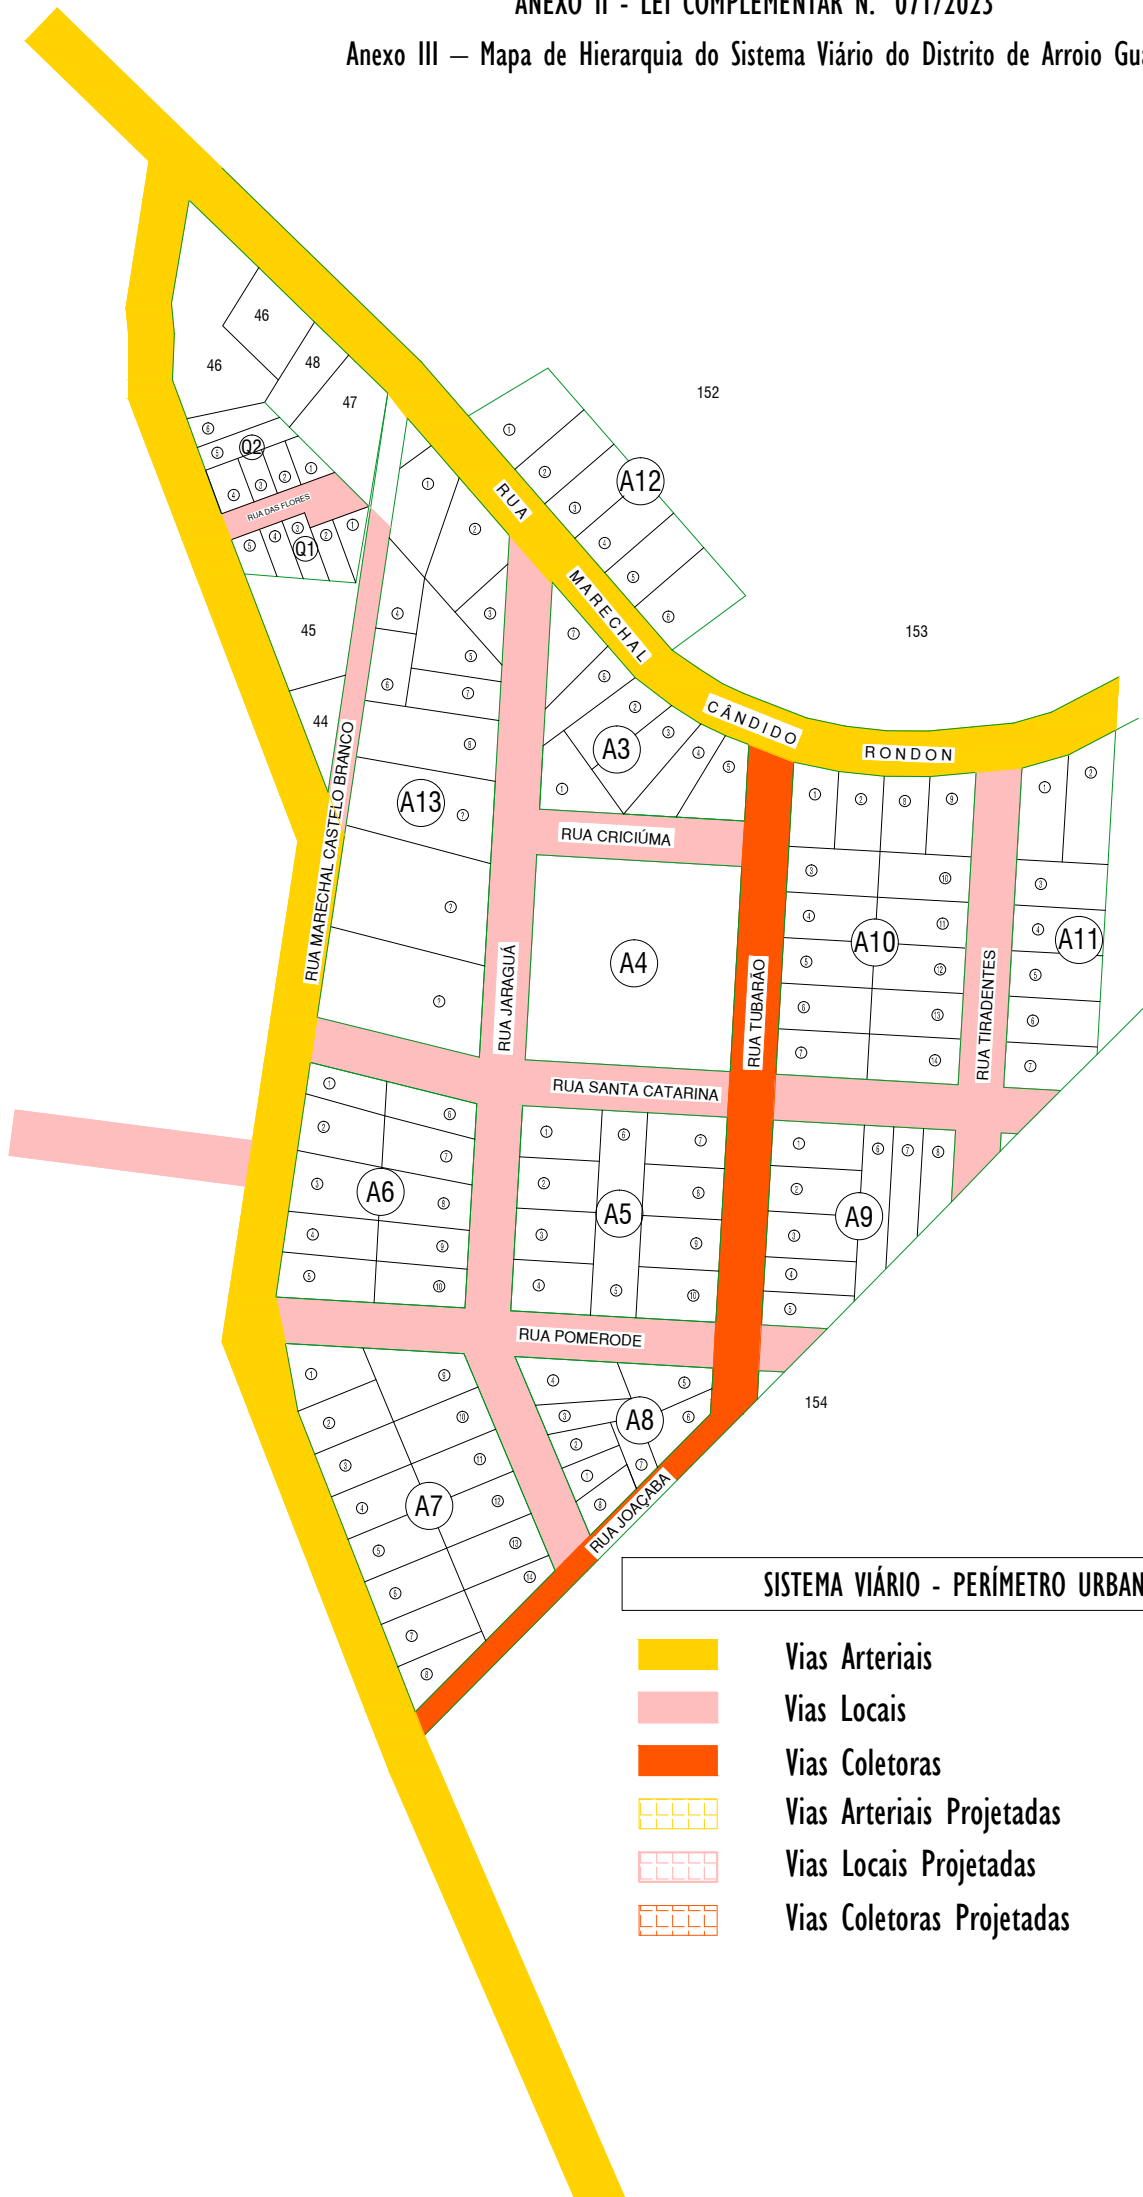 ANEXO II - LEI COMPLEMENTAR N.° 071/2023
Anexo III – Mapa de Hierarquia do Sistema Viário do Distrito de Arroio Gua
152
153
154
46
46
48
47
45
44
Q2
Q1
A12
A3
A13
A4
A10
A11
A6
A5
A9
A8
A7
RUA DAS FLORES
RUA MARECHAL CÂNDIDO RONDON
RUA MARECHAL CASTELO BRANCO
RUA CRICIÚMA
RUA JARAGUÁ
RUA TUBARÃO
RUA TIRADENTES
RUA SANTA CATARINA
RUA POMERODE
RUA JOAÇABA
SISTEMA VIÁRIO - PERÍMETRO URBAN
Vias Arteriais
Vias Locais
Vias Coletoras
Vias Arteriais Projetadas
Vias Locais Projetadas
Vias Coletoras Projetadas